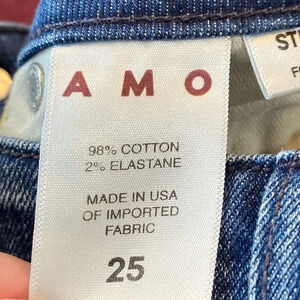 AMO
98% COTTON
2% ELASTANE
MADE IN USA
OF IMPORTED
FABRIC
25